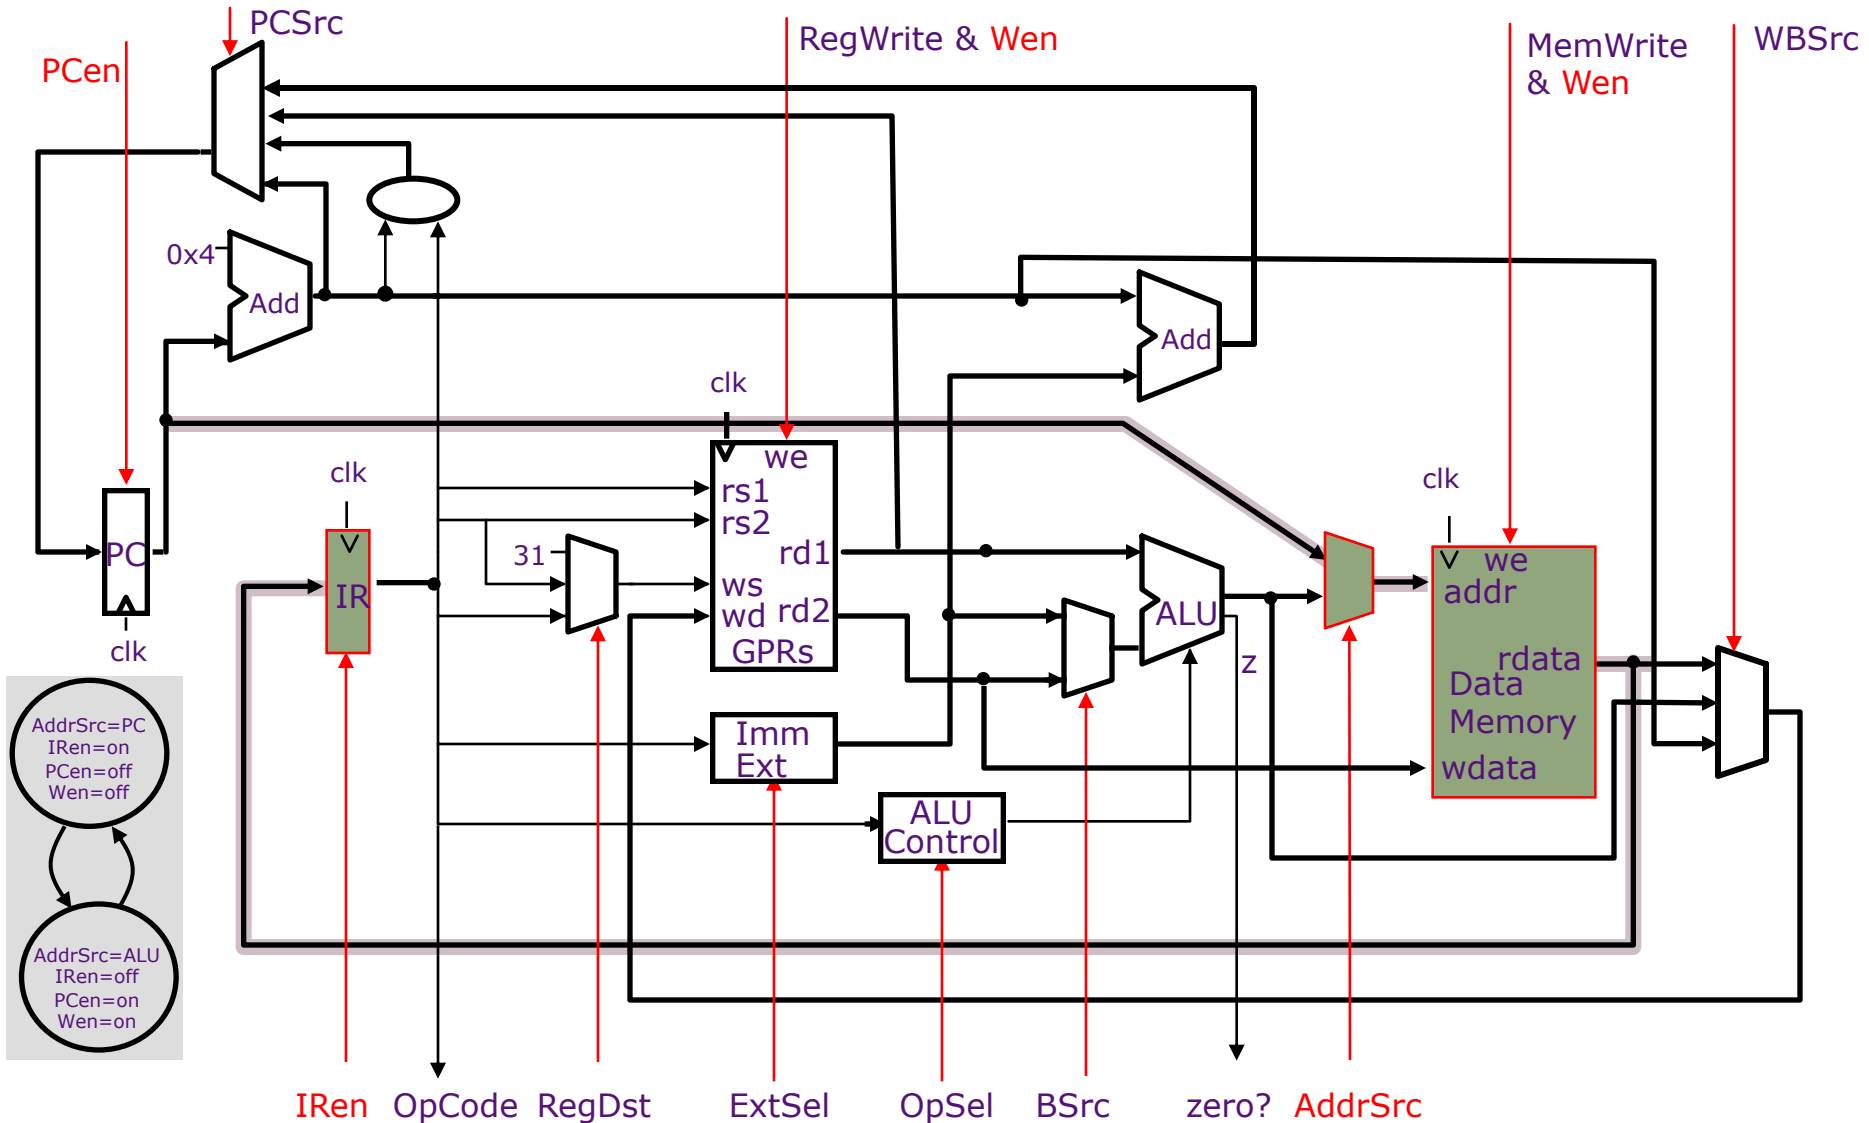 PCSrc
RegWrite & Wen
MemWrite
& Wen
WBSrc
PCen
0x4
Add
Add
clk
clk
clk
we
rs1
rs2
rd1
31
ws
wd
rd2
GPRs
PC
clk
IR
ALU
z
we
addr
rdata
Data
Memory
wdata
Imm
Ext
ALU
Control
AddrSrc=PC
IRen=on
PCen=off
Wen=off
AddrSrc=ALU
IRen=off
PCen=on
Wen=on
IRen
OpCode
RegDst
ExtSel
OpSel
BSrc
zero?
AddrSrc